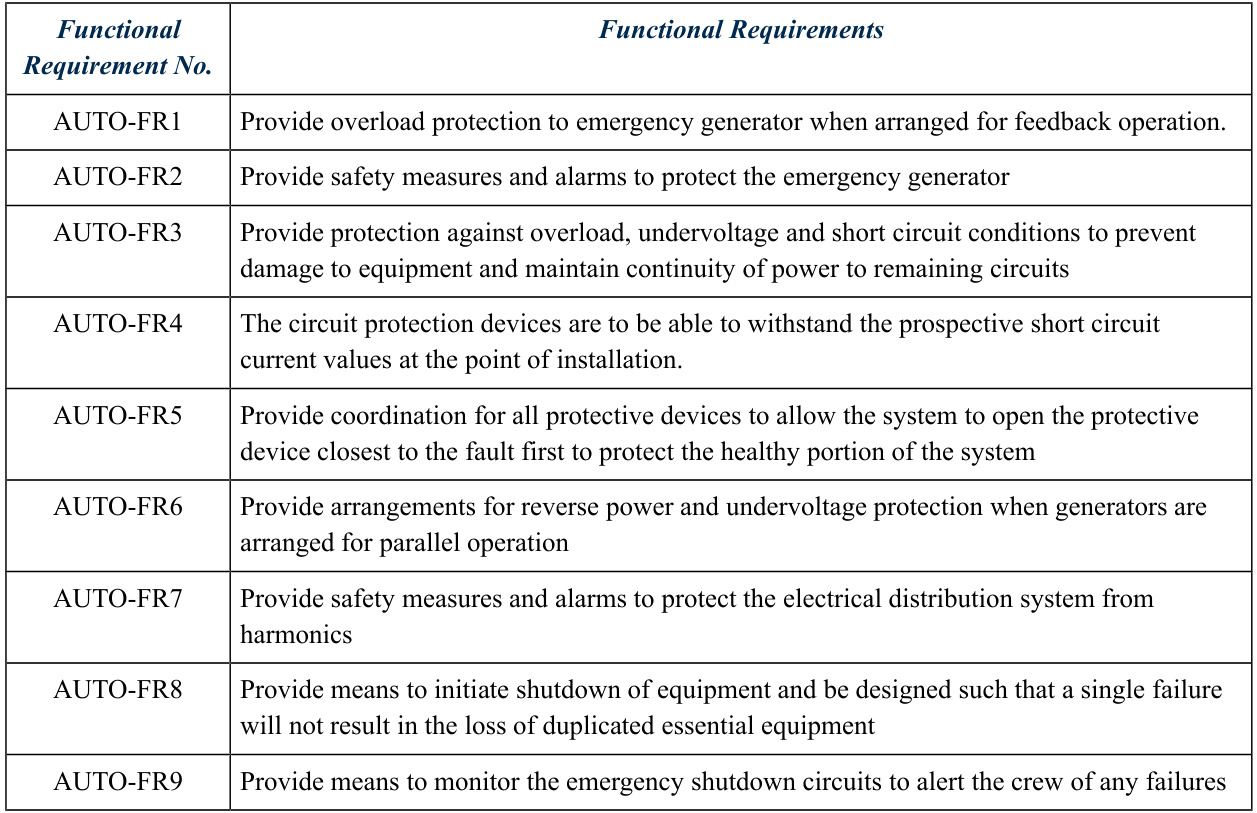 Functional
Requirement No.
Functional Requirements
AUTO-FR1
Provide overload protection to emergency generator when arranged for feedback operation.
AUTO-FR2
Provide safety measures and alarms to protect the emergency generator
AUTO-FR3
Provide protection against overload, undervoltage and short circuit conditions to prevent
damage to equipment and maintain continuity of power to remaining circuits
AUTO-FR4
The circuit protection devices are to be able to withstand the prospective short circuit
current values at the point of installation.
AUTO-FR5
Provide coordination for all protective devices to allow the system to open the protective
device closest to the fault first to protect the healthy portion of the system
AUTO-FR6
Provide arrangements for reverse power and undervoltage protection when generators are
arranged for parallel operation
AUTO-FR7
Provide safety measures and alarms to protect the electrical distribution system from
harmonics
AUTO-FR8
Provide means to initiate shutdown of equipment and be designed such that a single failure
will not result in the loss of duplicated essential equipment
AUTO-FR9
Provide means to monitor the emergency shutdown circuits to alert the crew of any failures